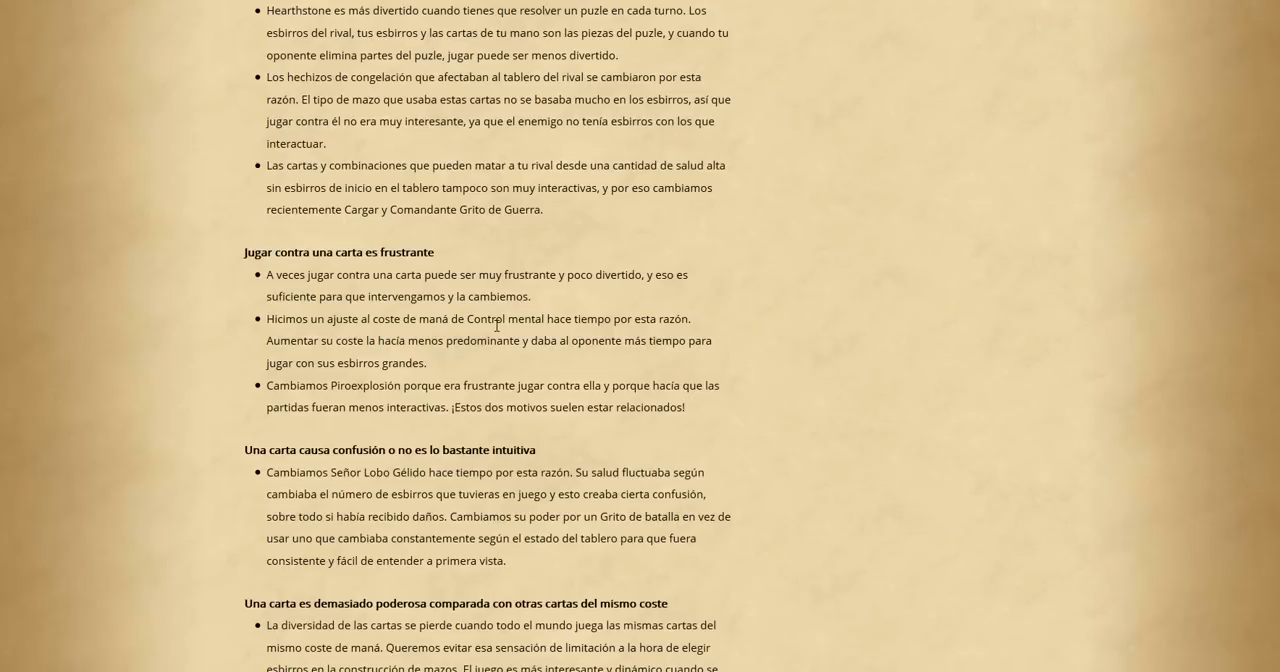 • Hearthstone es más divertido cuando tienes que resolver un puzle en cada turno. Los
esbirros del rival, tus esbirros y las cartas de tu mano son las piezas del puzle, y cuando tu
oponente elimina partes del puzle, jugar puede ser menos divertido.
• Los hechizos de congelación que afectaban al tablero del rival se cambiaron por esta
razón. El tipo de mazo que usaba estas cartas no se basaba mucho en los esbirros, así que
jugar contra él no era muy interesante, ya que el enemigo no tenía esbirros con los que
interactuar.
• Las cartas y combinaciones que pueden matar a tu rival desde una cantidad de salud alta
sin esbirros de inicio en el tablero tampoco son muy interactivas, y por eso cambiamos
recientemente Cargar y Comandante Grito de Guerra.
Jugar contra una carta es frustrante
• A veces jugar contra una carta puede ser muy frustrante y poco divertido, y eso es
suficiente para que intervengamos y la cambiemos.
• Hicimos un ajuste al coste de maná de Control mental hace tiempo por esta razón.
Aumentar su coste la hacía menos predominante y daba al oponente más tiempo para
jugar con sus esbirros grandes.
• Cambiamos Piroexplosión porque era frustrante jugar contra ella y porque hacía que las
partidas fueran menos interactivas. ¡Estos dos motivos suelen estar relacionados!
Una carta causa confusión o no es lo bastante intuitiva
• Cambiamos Señor Lobo Gélido hace tiempo por esta razón. Su salud fluctuaba según
cambiaba el número de esbirros que tuvieras en juego y esto creaba cierta confusión,
sobre todo si había recibido daños. Cambiamos su poder por un Grito de batalla en vez de
usar uno que cambiaba constantemente según el estado del tablero para que fuera
consistente y fácil de entender a primera vista.
Una carta es demasiado poderosa comparada con otras cartas del mismo coste
• La diversidad de las cartas se pierde cuando todo el mundo juega las mismas cartas del
mismo coste de maná. Queremos evitar esa sensación de limitación a la hora de elegir
esbirros en la construcción de mazos. El juego es más interesante y dinámico cuando se